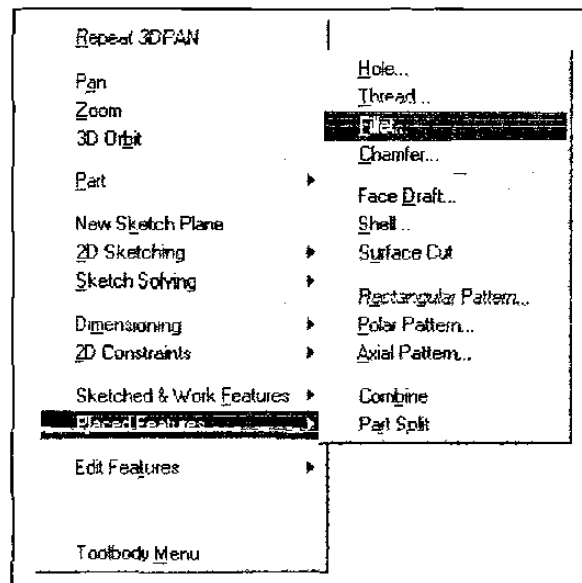 Repeat 3DPAN
Pan
Zoom
3D Orbit
Part
New Sketch Plane
2D Sketching
Sketch Solving
Dimensioning
2D Constraints
Sketched & Work Features
Placed Features
Edit Features
Toolbody Menu
Hole...
Thread...
Fillet...
Chamfer...
Face Draft...
Shell...
Surface Cut
Rectangular Pattern...
Polar Pattern...
Axial Pattern...
Combine
Part Split